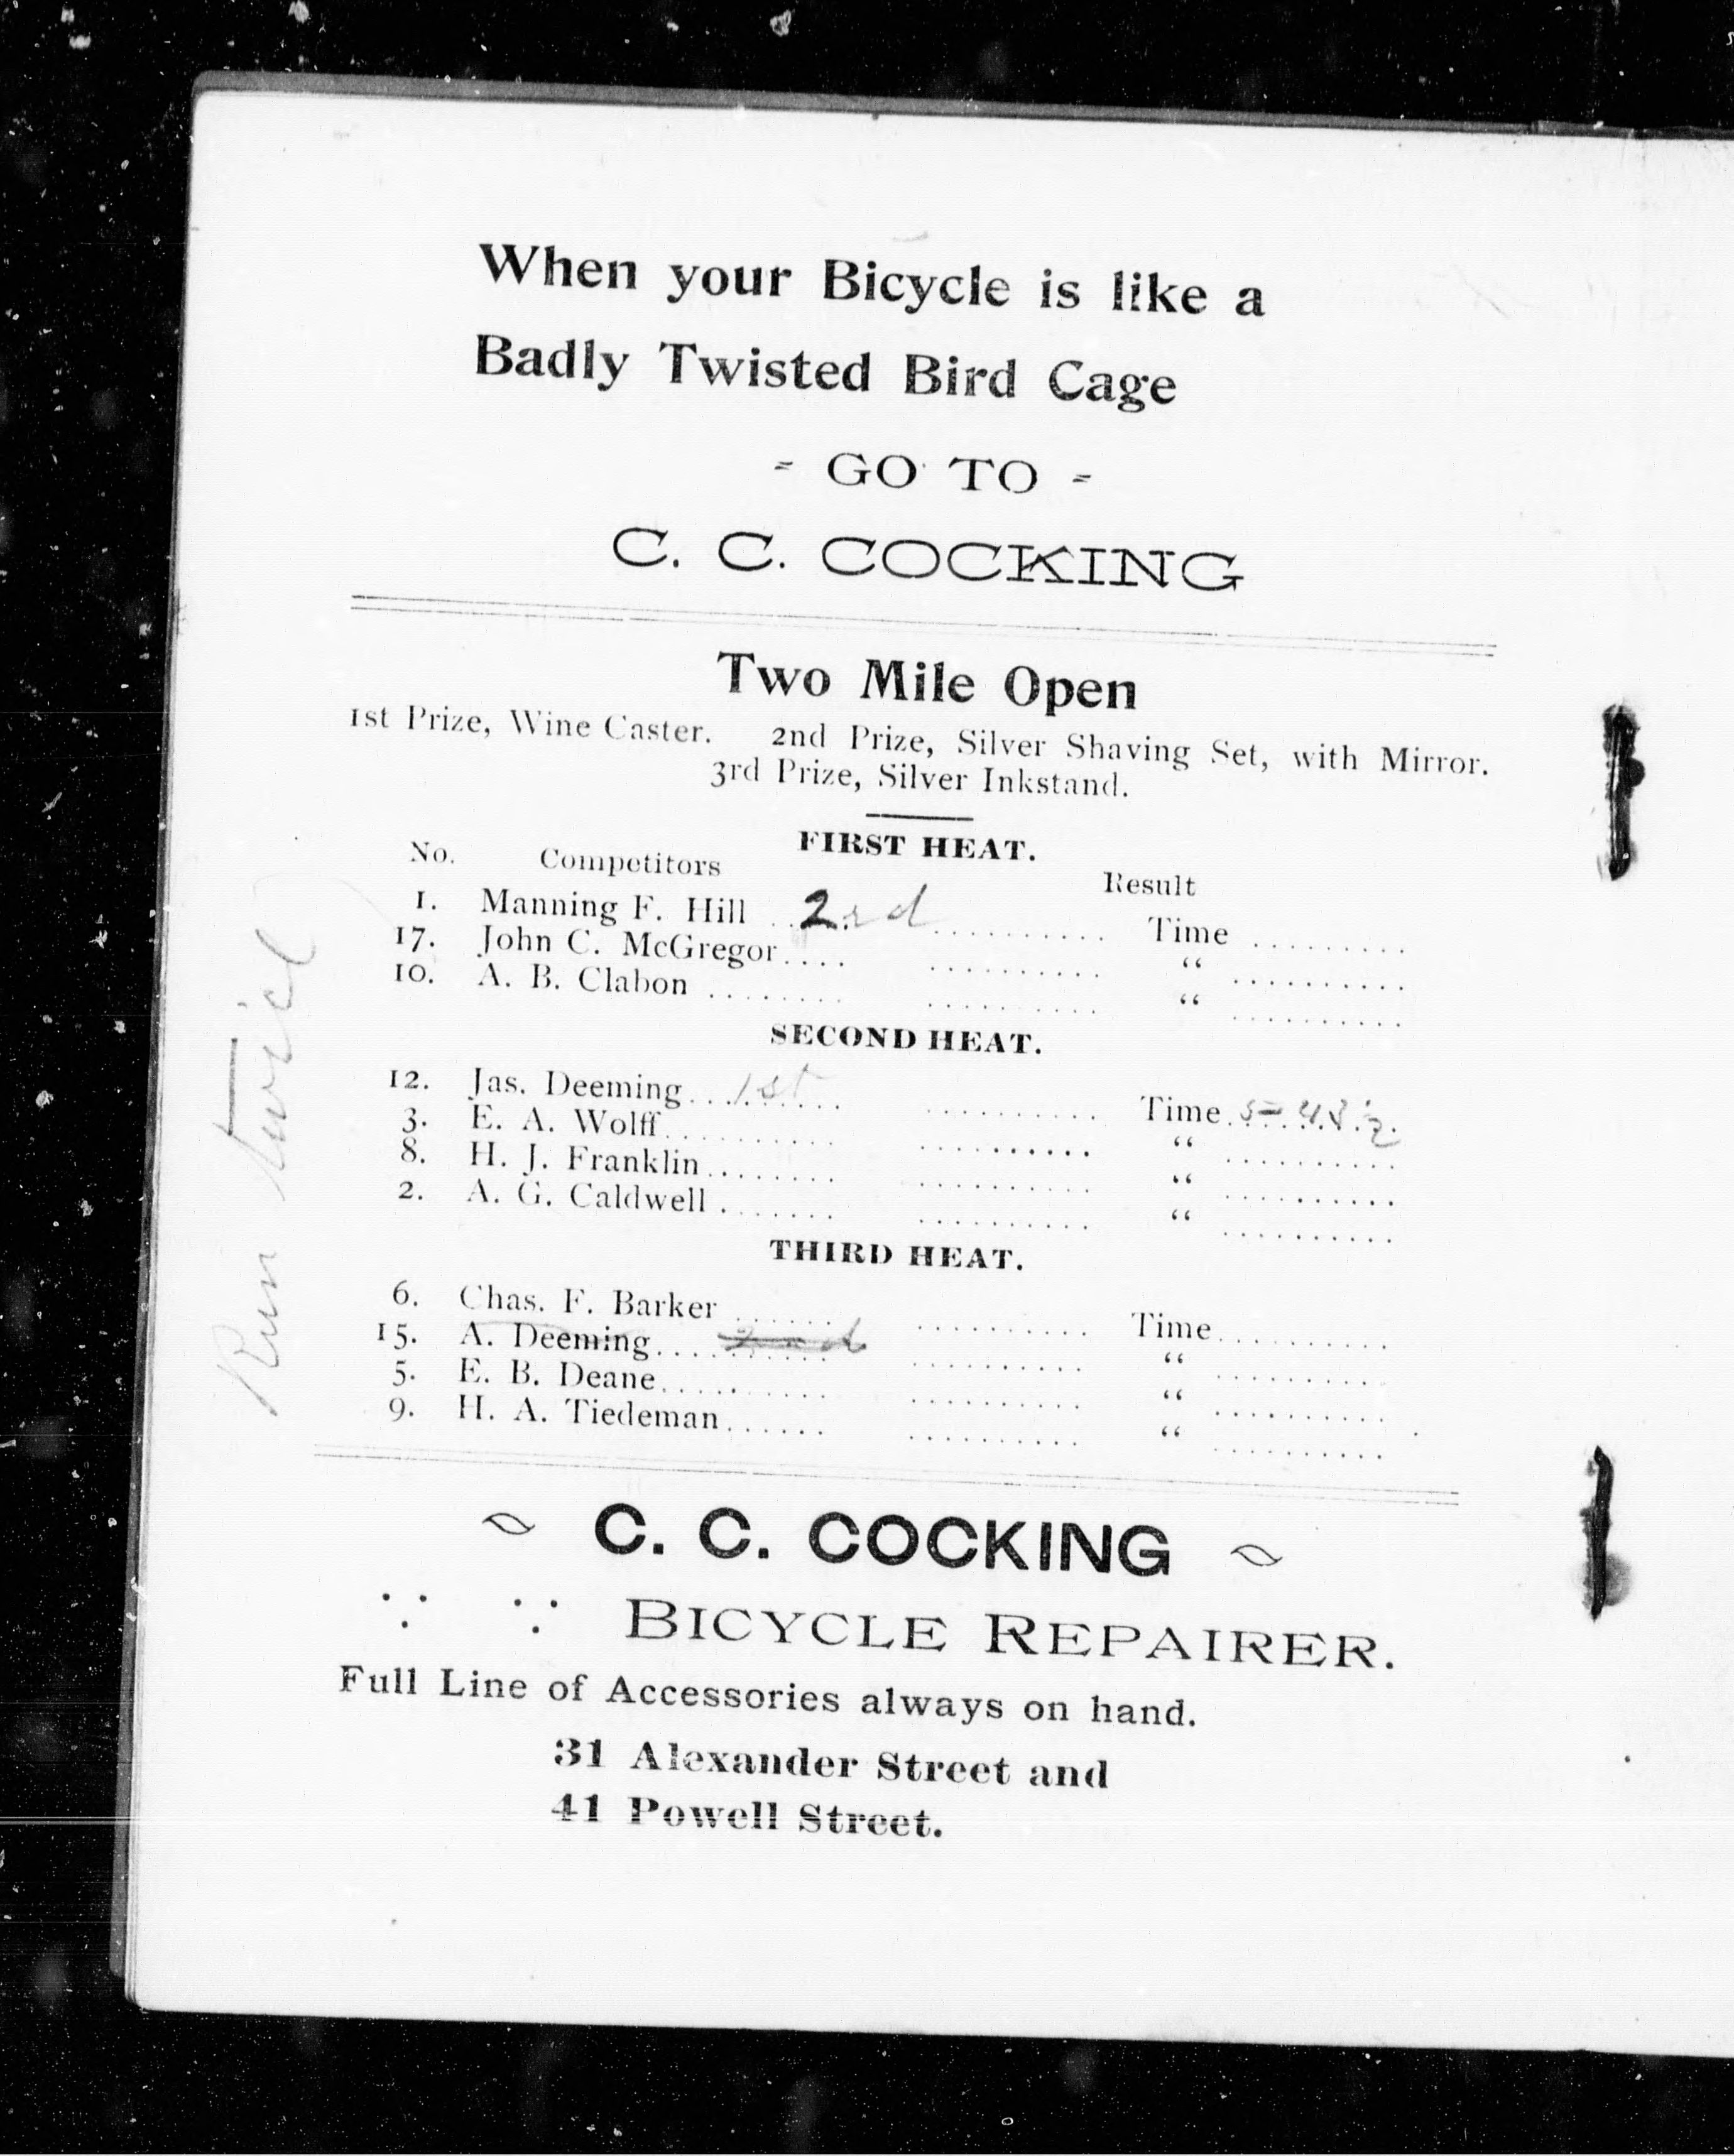 When your Bicycle is like a
Badly Twisted Bird Cage
- GO TO -
C. C. COCKING
Two Mile Open
1st Prize, Wine Caster. 2nd Prize, Silver Shaving Set, with Mirror.
3rd Prize, Silver Inkstand.
FIRST HEAT.
No. Competitors Result
1. Manning F. Hill .. 2nd .......... Time .........
17. John C. McGregor.... .......... “ ..........
10. A. B. Clabon ........ .......... “ ..........
SECOND HEAT.
12. Jas. Deeming... 1st .......... Time
3. E. A. Wolff.......... .......... “ ..........
8. H. J. Franklin....... .......... “ ..........
2. A. G. Caldwell ....... .......... “ ..........
THIRD HEAT.
6. Chas. F. Barker ...... .......... Time..........
15. A. Deeming.... 2nd .......... “ ..........
5. E. B. Deane.......... .......... “ ..........
9. H. A. Tiedeman...... .......... “ ..........
Run twice
C. C. COCKING
BICYCLE REPAIRER.
Full Line of Accessories always on hand.
31 Alexander Street and
41 Powell Street.